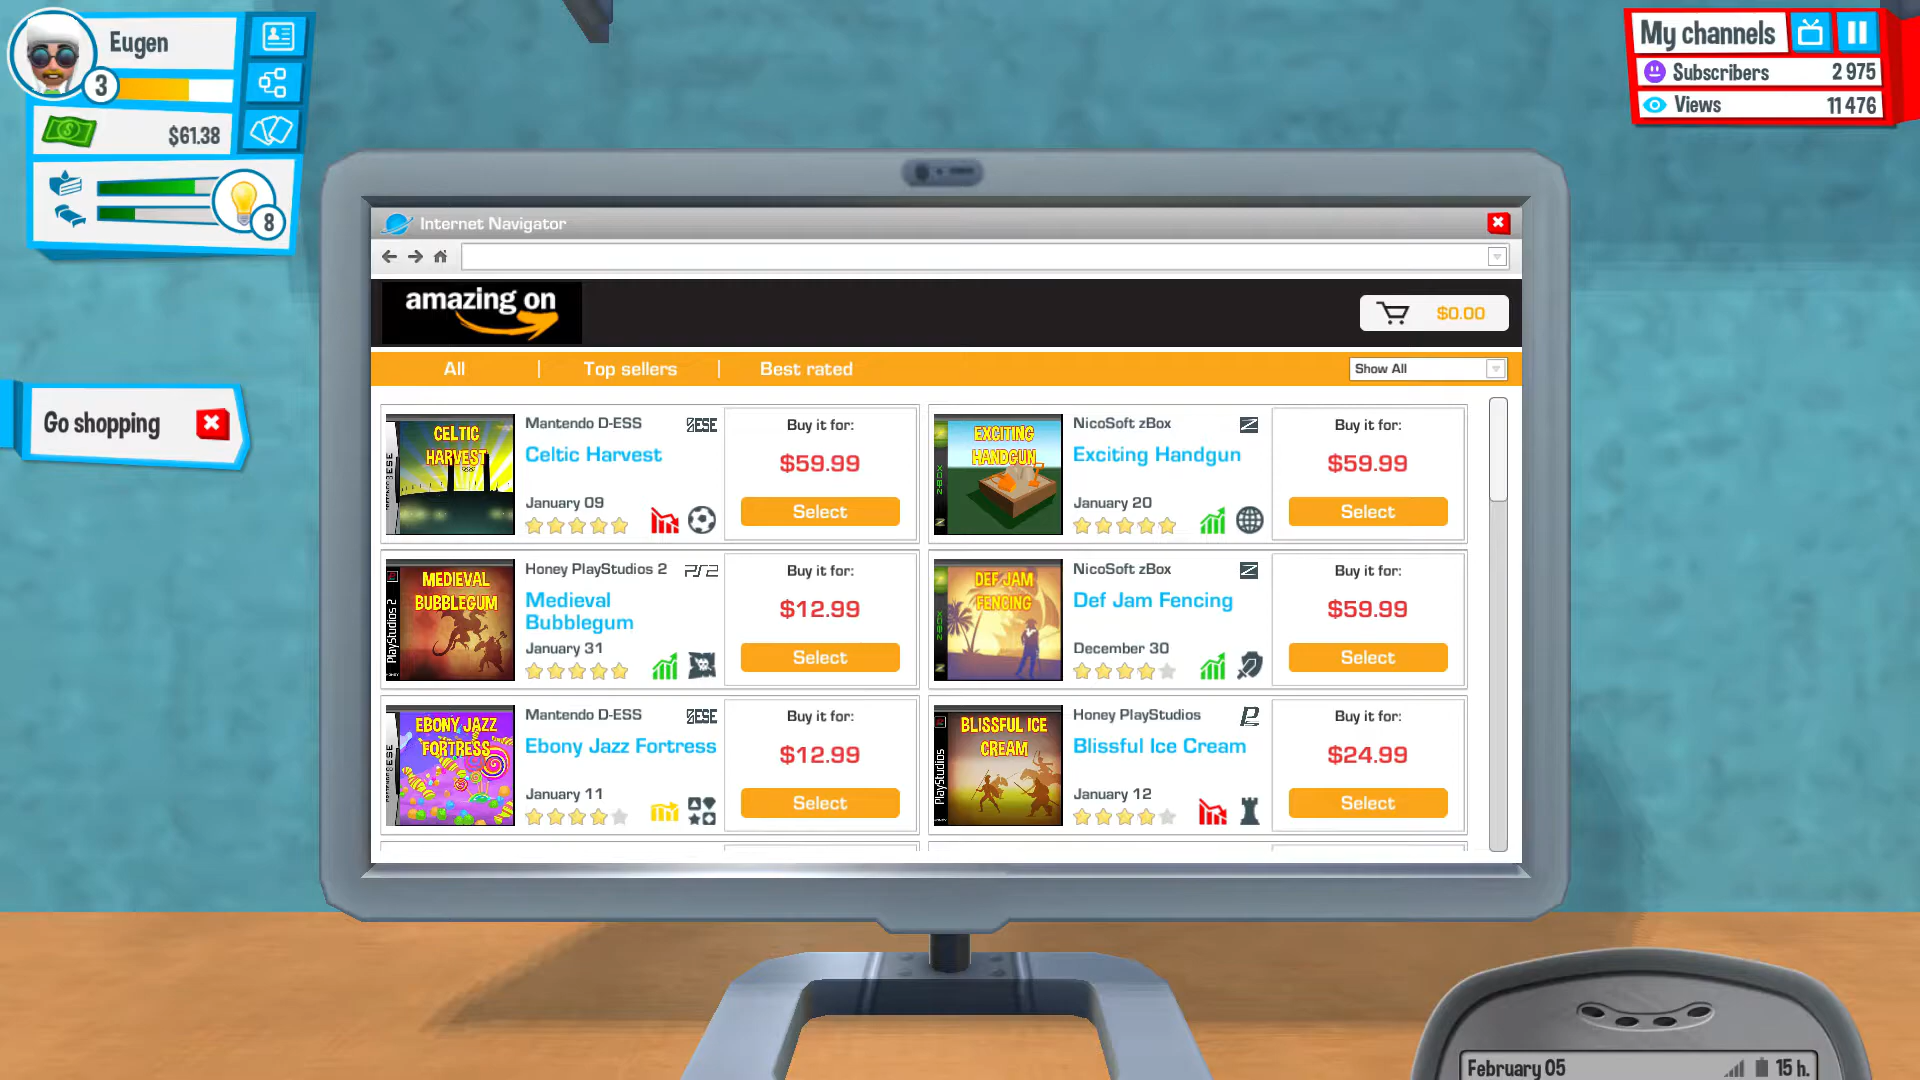 Eugen
3
$61.38
8
My channels
Subscribers 2 975
Views 11 476
Go shopping
Internet Navigator
amazing on
$0.00
All | Top sellers | Best rated
Show All
CELTIC HARVEST
Mantendo D-ESS
Celtic Harvest
January 09
Buy it for:
$59.99
Select
EXCITING HANDGUN
NicoSoft zBox
Exciting Handgun
January 20
Buy it for:
$59.99
Select
MEDIEVAL BUBBLEGUM
PlayStudios 2
Honey PlayStudios 2
PS2
Medieval
Bubblegum
January 31
Buy it for:
$12.99
Select
DEF JAM FENCING
NicoSoft zBox
Def Jam Fencing
December 30
Buy it for:
$59.99
Select
EBONY JAZZ FORTRESS
Mantendo D-ESS
Ebony Jazz Fortress
January 11
Buy it for:
$12.99
Select
BLISSFUL ICE CREAM
PlayStudios
Honey PlayStudios
Blissful Ice Cream
January 12
Buy it for:
$24.99
Select
February 05
15 h.